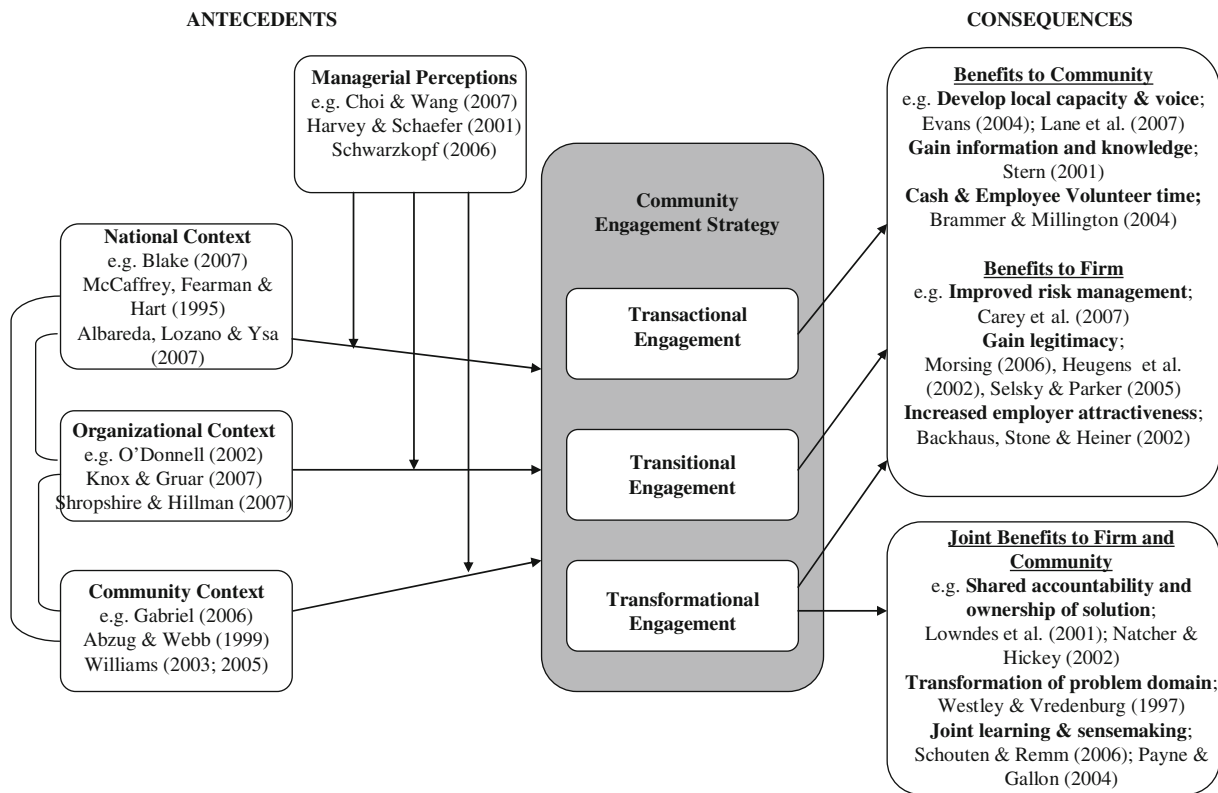 ANTECEDENTS
CONSEQUENCES
Managerial Perceptions
e.g. Choi & Wang (2007)
Harvey & Schaefer (2001)
Schwarzkopf (2006)
National Context
e.g. Blake (2007)
McCaffrey, Fearman &
Hart (1995)
Albareda, Lozano & Ysa
(2007)
Organizational Context
e.g. O’Donnell (2002)
Knox & Gruar (2007)
Shropshire & Hillman (2007)
Community Context
e.g. Gabriel (2006)
Abzug & Webb (1999)
Williams (2003; 2005)
Community
Engagement Strategy
Transactional
Engagement
Transitional
Engagement
Transformational
Engagement
Benefits to Community
e.g. Develop local capacity & voice;
Evans (2004); Lane et al. (2007)
Gain information and knowledge;
Stern (2001)
Cash & Employee Volunteer time;
Brammer & Millington (2004)
Benefits to Firm
e.g. Improved risk management;
Carey et al. (2007)
Gain legitimacy;
Morsing (2006), Heugens et al.
(2002), Selsky & Parker (2005)
Increased employer attractiveness;
Backhaus, Stone & Heiner (2002)
Joint Benefits to Firm and
Community
e.g. Shared accountability and
ownership of solution;
Lowndes et al. (2001); Natcher &
Hickey (2002)
Transformation of problem domain;
Westley & Vredenburg (1997)
Joint learning & sensemaking;
Schouten & Remm (2006); Payne &
Gallon (2004)